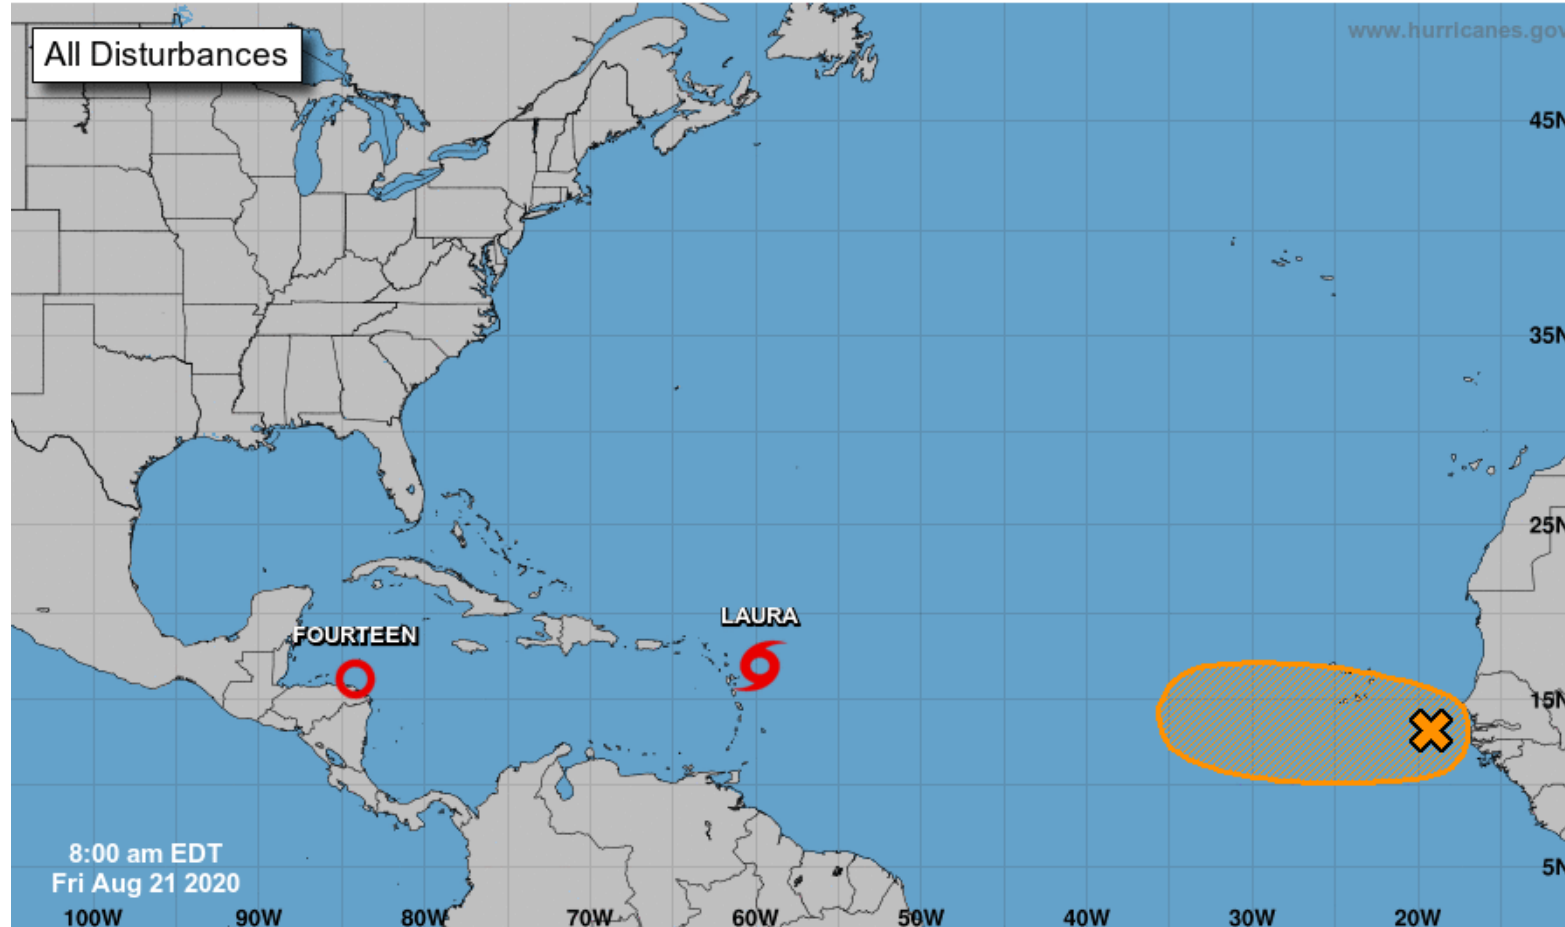 All Disturbances
www.hurricanes.gov
45N
35N
25N
LAURA
FOURTEEN
15N
8:00 am EDT
Fri Aug 21 2020
5N
100W 90W 80W 70W 60W 50W 40W 30W 20W